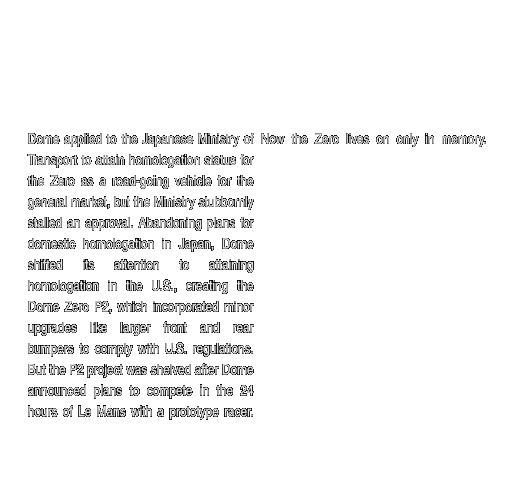 Dome applied to the Japanese Ministry of
Transport to attain homologation status for
the Zero as a road-going vehicle for the
general market, but the Ministry stubbornly
stalled an approval. Abandoning plans for
domestic homologation in Japan, Dome
shifted its attention to attaining
homologation in the U.S., creating the
Dome Zero P2, which incorporated minor
upgrades like larger front and rear
bumpers to comply with U.S. regulations.
But the P2 project was shelved after Dome
announced plans to compete in the 24
hours of Le Mans with a prototype racer.
Now the Zero lives on only in memory.